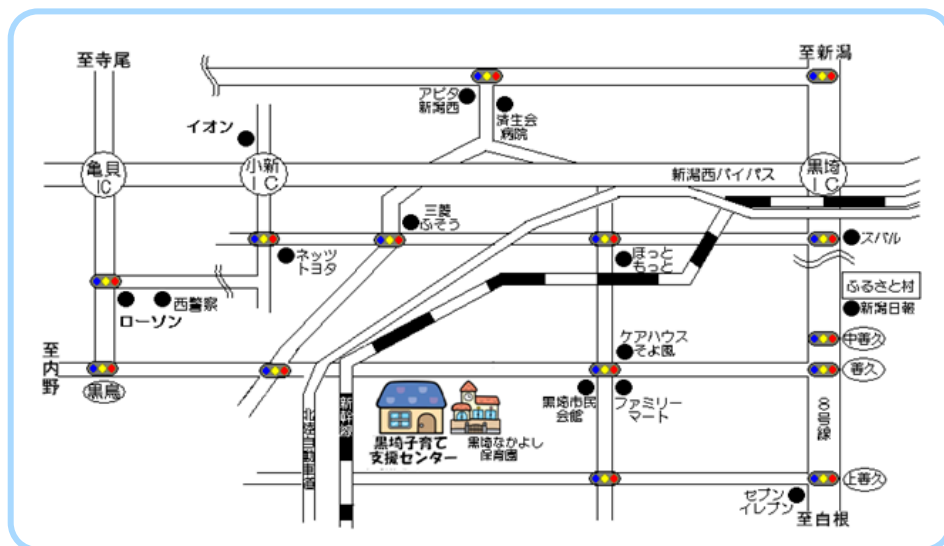 至寺尾
至新潟
アピタ
新潟西
済生会
病院
イオン
亀貝
IC
小新
IC
新潟西バイパス
黒埼
IC
三菱
ふそう
ネッツ
トヨタ
ほっと
もっと
スバル
ローソン
西警察
ふるさと村
新潟日報
中善久
至内野
黒鳥
ケアハウス
そよ風
善久
黒埼市民
会館
ファミリー
マート
8号線
北陸自動車道
新幹線
黒埼子育て
支援センター
黒埼なかよし
保育園
上善久
セブン
イレブン
至白根